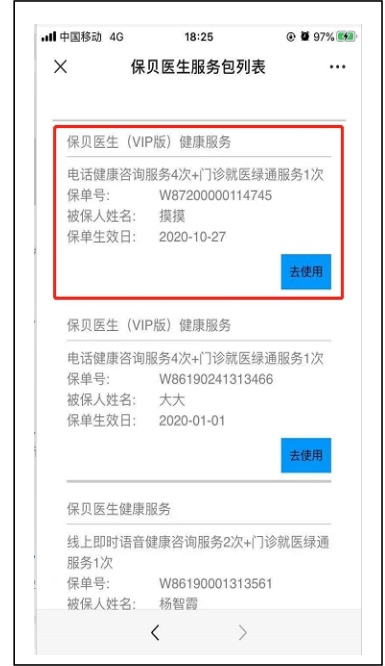 中国移动 4G 18:25 97%
保贝医生服务包列表
保贝医生（VIP版）健康服务
电话健康咨询服务4次+门诊就医绿通服务1次
保单号： W87200000114745
被保人姓名： 摸摸
保单生效日： 2020-10-27
去使用
保贝医生（VIP版）健康服务
电话健康咨询服务4次+门诊就医绿通服务1次
保单号： W86190241313466
被保人姓名： 大大
保单生效日： 2020-01-01
去使用
保贝医生健康服务
线上即时语音健康咨询服务2次+门诊就医绿通
服务1次
保单号： W86190001313561
被保人姓名： 杨智霞